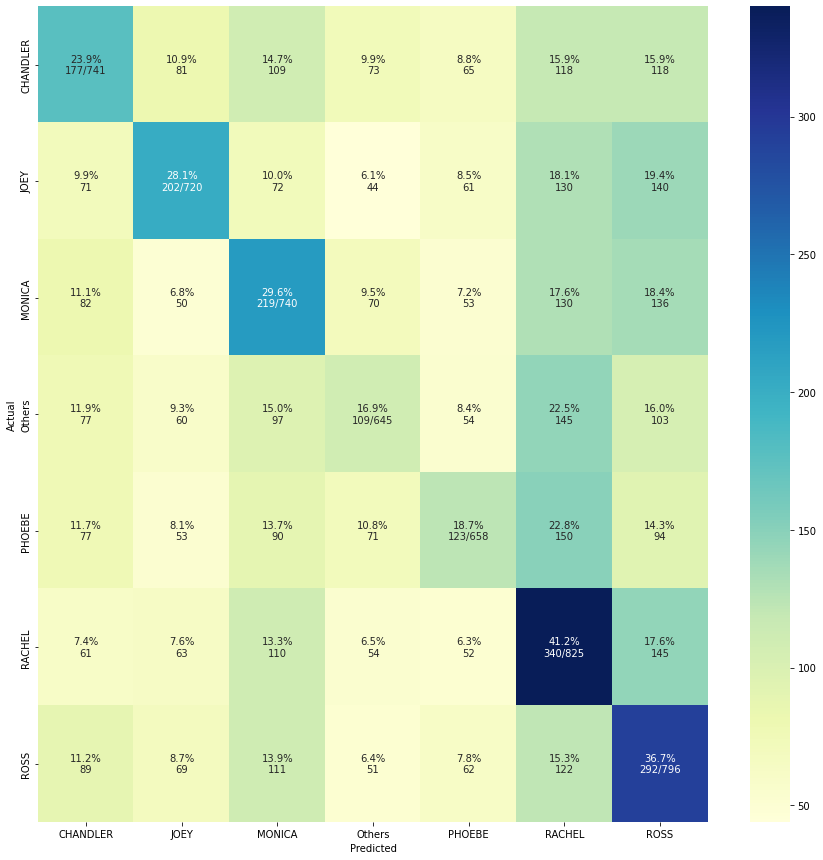 CHANDLER
23.9% 10.9% 14.7% 9.9% 8.8% 15.9% 15.9%
177/741 81 109 73 65 118 118
JOEY
9.9% 28.1% 10.0% 6.1% 8.5% 18.1% 19.4%
71 202/720 72 44 61 130 140
MONICA
11.1% 6.8% 29.6% 9.5% 7.2% 17.6% 18.4%
82 50 219/740 70 53 130 136
Actual
Others
11.9% 9.3% 15.0% 16.9% 8.4% 22.5% 16.0%
77 60 97 109/645 54 145 103
PHOEBE
11.7% 8.1% 13.7% 10.8% 18.7% 22.8% 14.3%
77 53 90 71 123/658 150 94
RACHEL
7.4% 7.6% 13.3% 6.5% 6.3% 41.2% 17.6%
61 63 110 54 52 340/825 145
ROSS
11.2% 8.7% 13.9% 6.4% 7.8% 15.3% 36.7%
89 69 111 51 62 122 292/796
CHANDLER JOEY MONICA Others PHOEBE RACHEL ROSS
Predicted
300
250
200
150
100
50